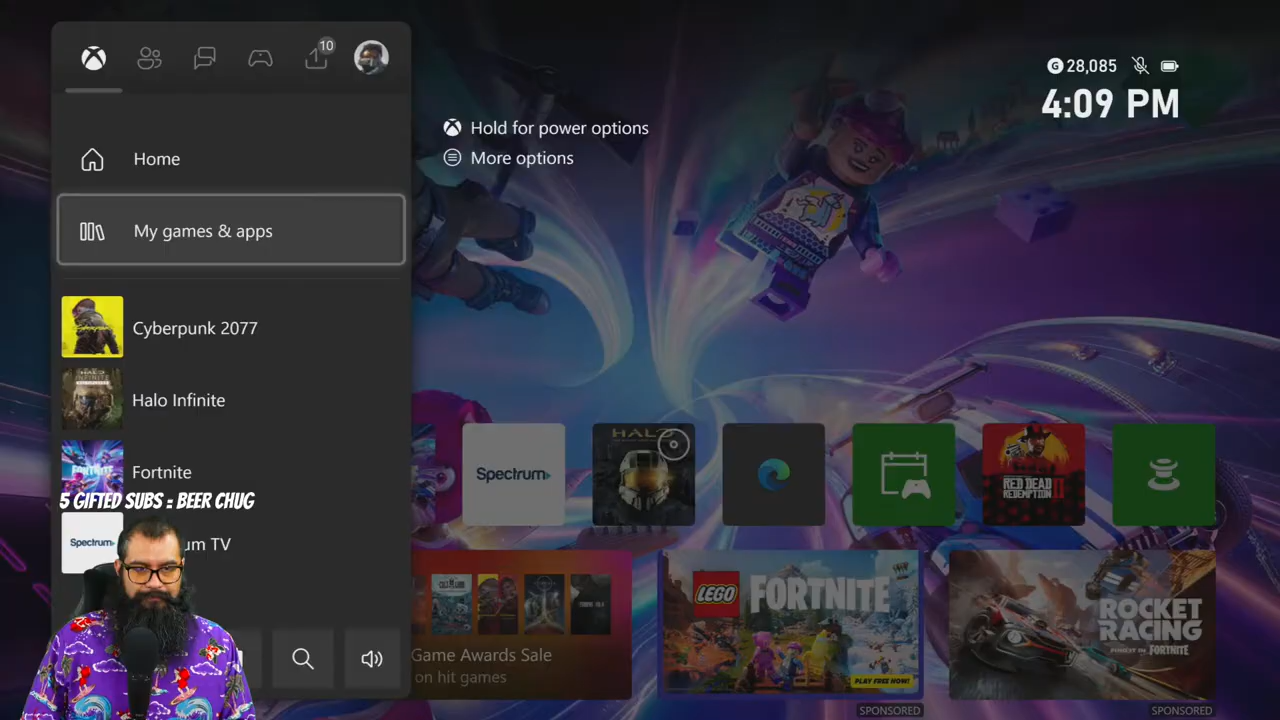 10
G 28,085
4:09 PM
Hold for power options
More options
Home
My games & apps
Cyberpunk 2077
Halo Infinite
Fortnite
5 GIFTED SUBS = BEER CHUG
Spectrum
um TV
Spectrum
HALO
RED DEAD
REDEMPTION II
Game Awards Sale
on hit games
LEGO FORTNITE
PLAY FREE NOW!
SPONSORED
ROCKET
RACING
FORTNITE
SPONSORED